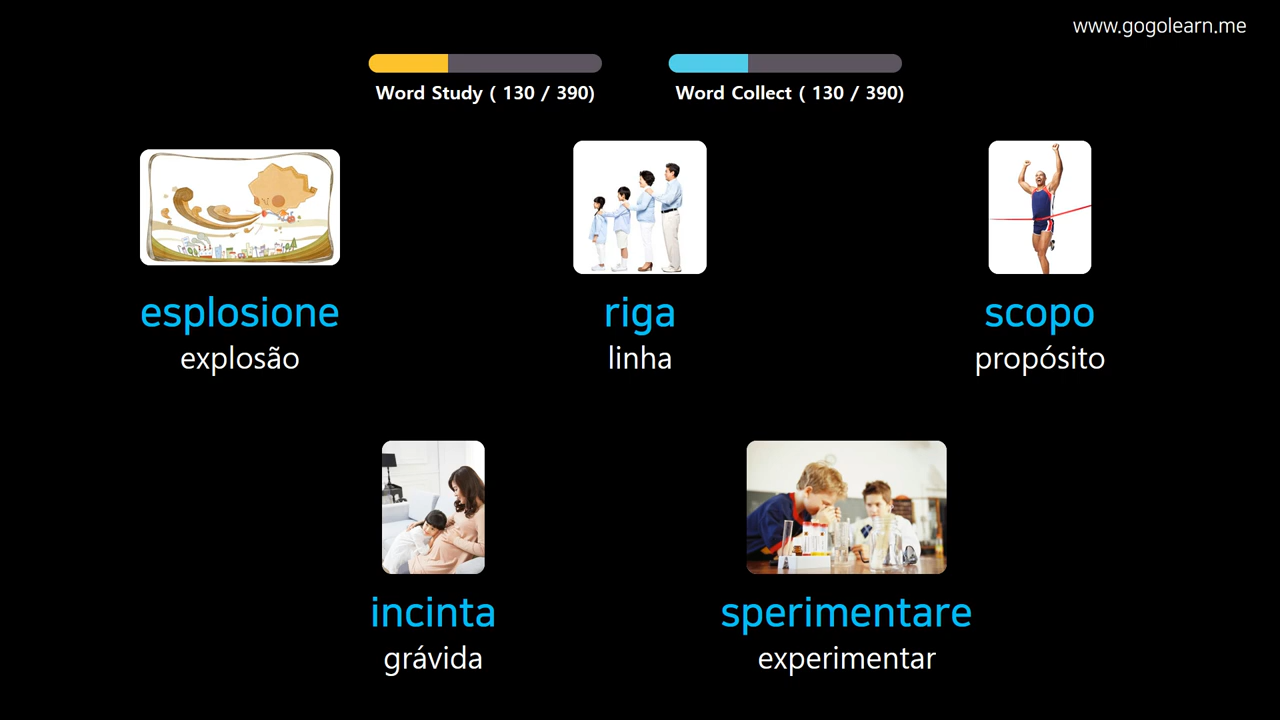 www.gogolearn.me
Word Study ( 130 / 390)
Word Collect ( 130 / 390)
esplosione
explosão
riga
linha
scopo
propósito
incinta
grávida
sperimentare
experimentar